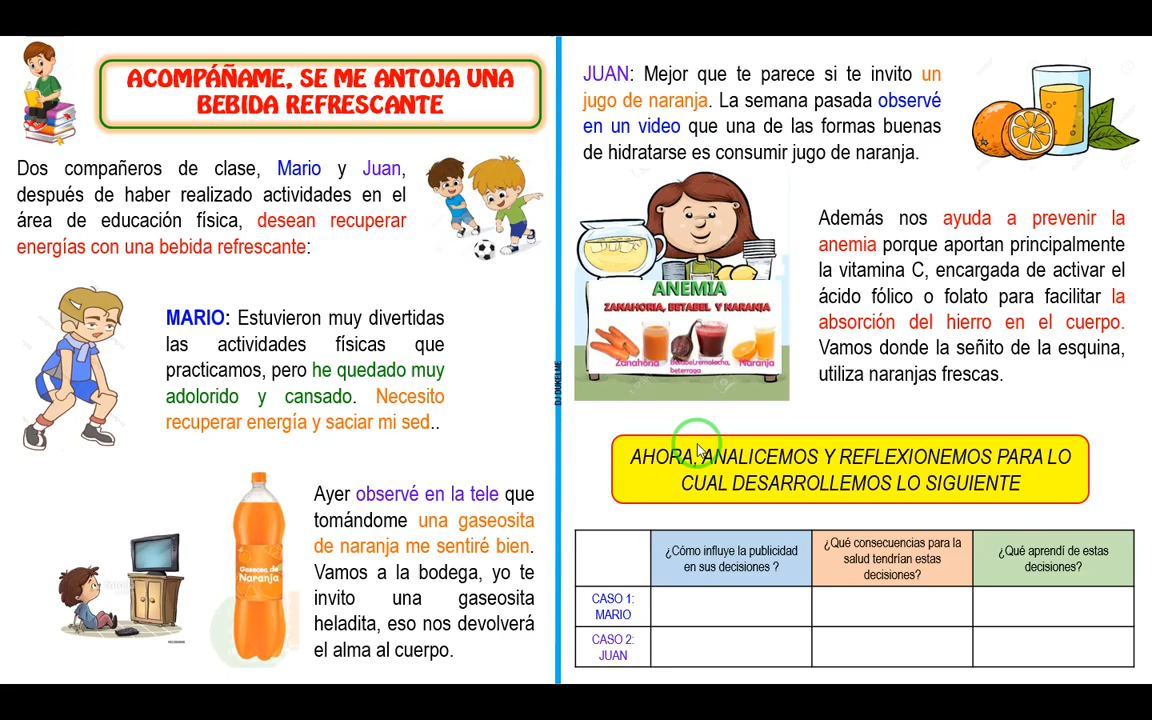 ACOMPÁÑAME, SE ME ANTOJA UNA
BEBIDA REFRESCANTE
Dos compañeros de clase, Mario y Juan,
después de haber realizado actividades en el
área de educación física, desean recuperar
energías con una bebida refrescante:
MARIO: Estuvieron muy divertidas
las actividades físicas que
practicamos, pero he quedado muy
adolorido y cansado. Necesito
recuperar energía y saciar mi sed..
Gaseosa de
Naranja
Ayer observé en la tele que
tomándome una gaseosita
de naranja me sentiré bien.
Vamos a la bodega, yo te
invito una gaseosa
heladita, eso nos devolverá
el alma al cuerpo.
DJ DUKELME
JUAN: Mejor que te parece si te invito un
jugo de naranja. La semana pasada observé
en un video que una de las formas buenas
de hidratarse es consumir jugo de naranja.
ANEMIA
ZANAHORIA, BETABEL Y NARANJA
Zanahoria
Betabel, remolacha,
beterraga
Naranja
Además nos ayuda a prevenir la
anemia porque aportan principalmente
la vitamina C, encargada de activar el
ácido fólico o folato para facilitar la
absorción del hierro en el cuerpo.
Vamos donde la señito de la esquina,
utiliza naranjas frescas.
AHORA, ANALICEMOS Y REFLEXIONEMOS PARA LO
CUAL DESARROLLEMOS LO SIGUIENTE
¿Cómo influye la publicidad
en sus decisiones ?
¿Qué consecuencias para la
salud tendrían estas
decisiones?
¿Qué aprendí de estas
decisiones?
CASO 1:
MARIO
CASO 2:
JUAN